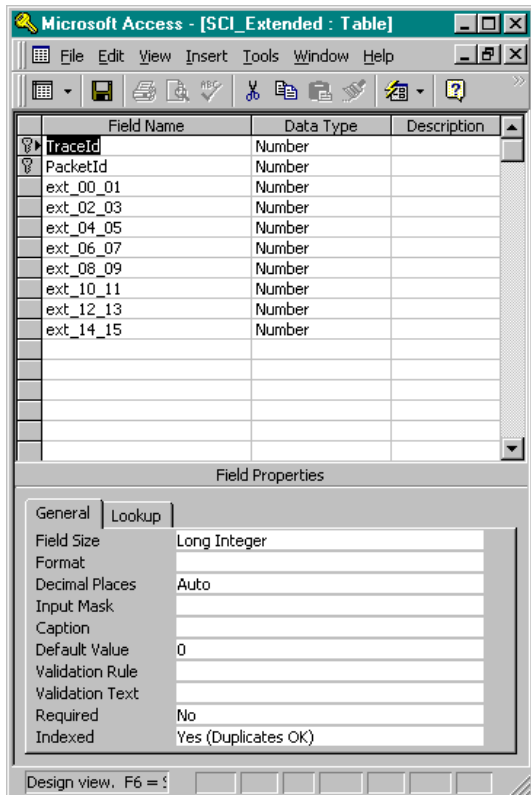 Microsoft Access - [SCI_Extended : Table]
File Edit View Insert Tools Window Help
ABC
Field Name Data Type Description
TraceId Number
PacketId Number
ext_00_01 Number
ext_02_03 Number
ext_04_05 Number
ext_06_07 Number
ext_08_09 Number
ext_10_11 Number
ext_12_13 Number
ext_14_15 Number
Field Properties
General Lookup
Field Size Long Integer
Format
Decimal Places Auto
Input Mask
Caption
Default Value 0
Validation Rule
Validation Text
Required No
Indexed Yes (Duplicates OK)
Design view. F6 =